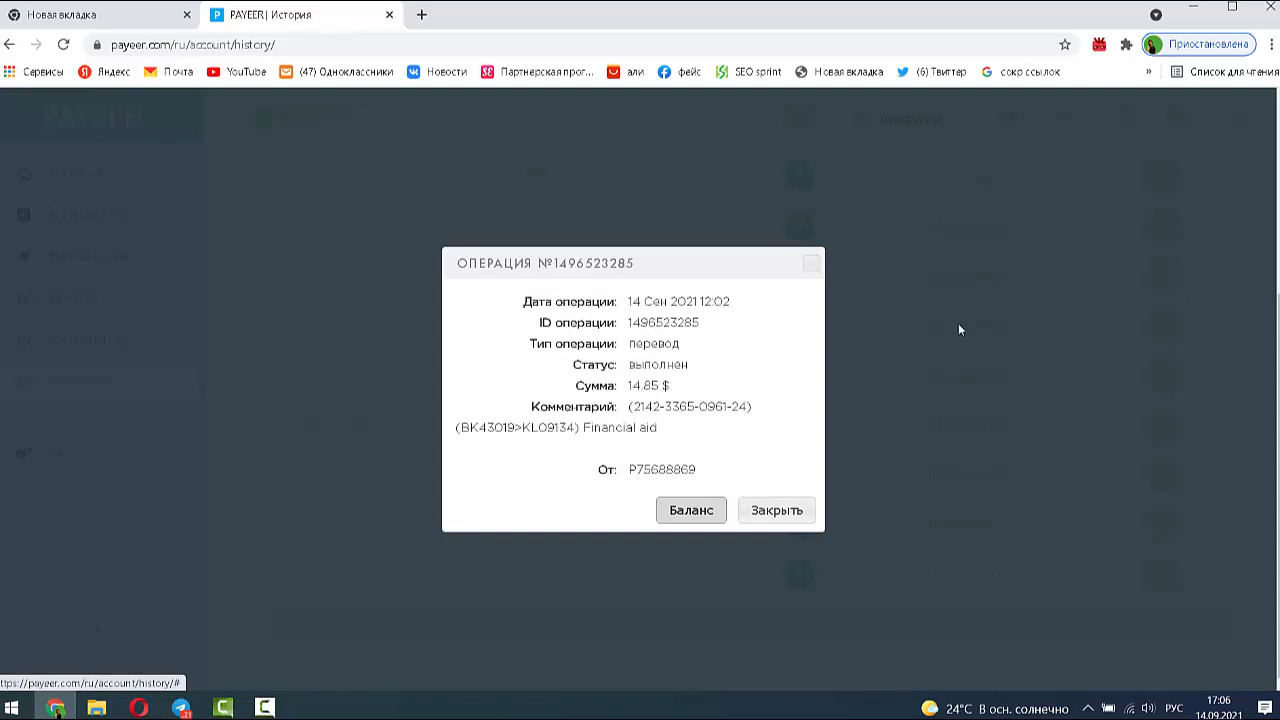 Новая вкладка
PAYEER | История
payeer.com/ru/account/history/
Приостановлена
Сервисы Яндекс Почта YouTube (47) Одноклассники Новости Партнерская прог... али фейс SEO sprint Новая вкладка (6) Твиттер сокр ссылок » Список для чтения
PAYEER
ОПЕРАЦИЯ №1496523285
Дата операции: 14 Сен 2021 12:02
ID операции: 1496523285
Тип операции: перевод
Статус: выполнен
Сумма: 14.85 $
Комментарий: (2142-3365-0961-24)
(BK43019>KL09134) Financial aid
От: P75688869
Баланс Закрыть
ttps://payeer.com/ru/account/history/#
21
24°C В осн. солнечно РУС 17:06
14.09.2021